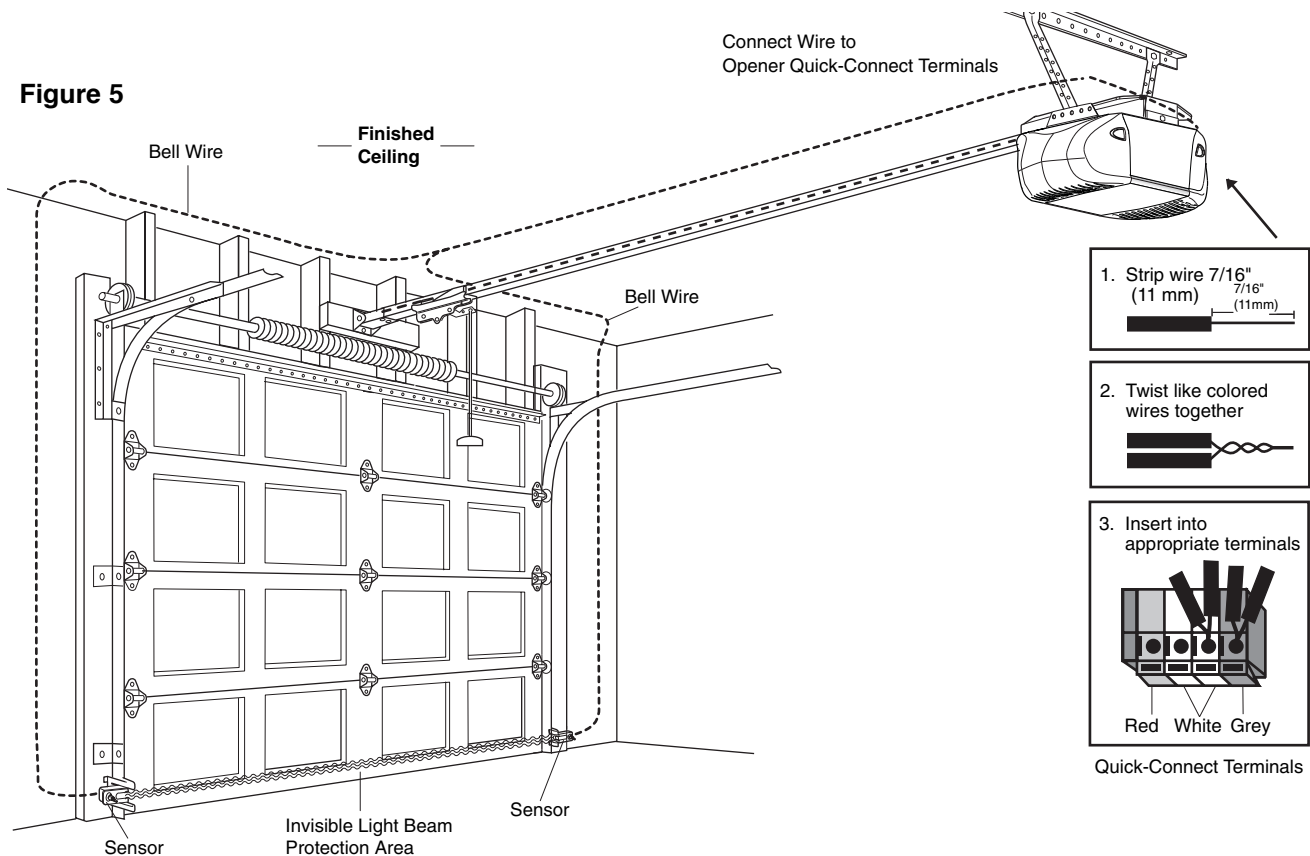 Figure 5
Connect Wire to
Opener Quick-Connect Terminals
Finished
Ceiling
Bell Wire
Bell Wire
1. Strip wire 7/16"
(11 mm)
7/16"
(11mm)
2. Twist like colored
wires together
3. Insert into
appropriate terminals
Red White Grey
Quick-Connect Terminals
Sensor
Invisible Light Beam
Protection Area
Sensor